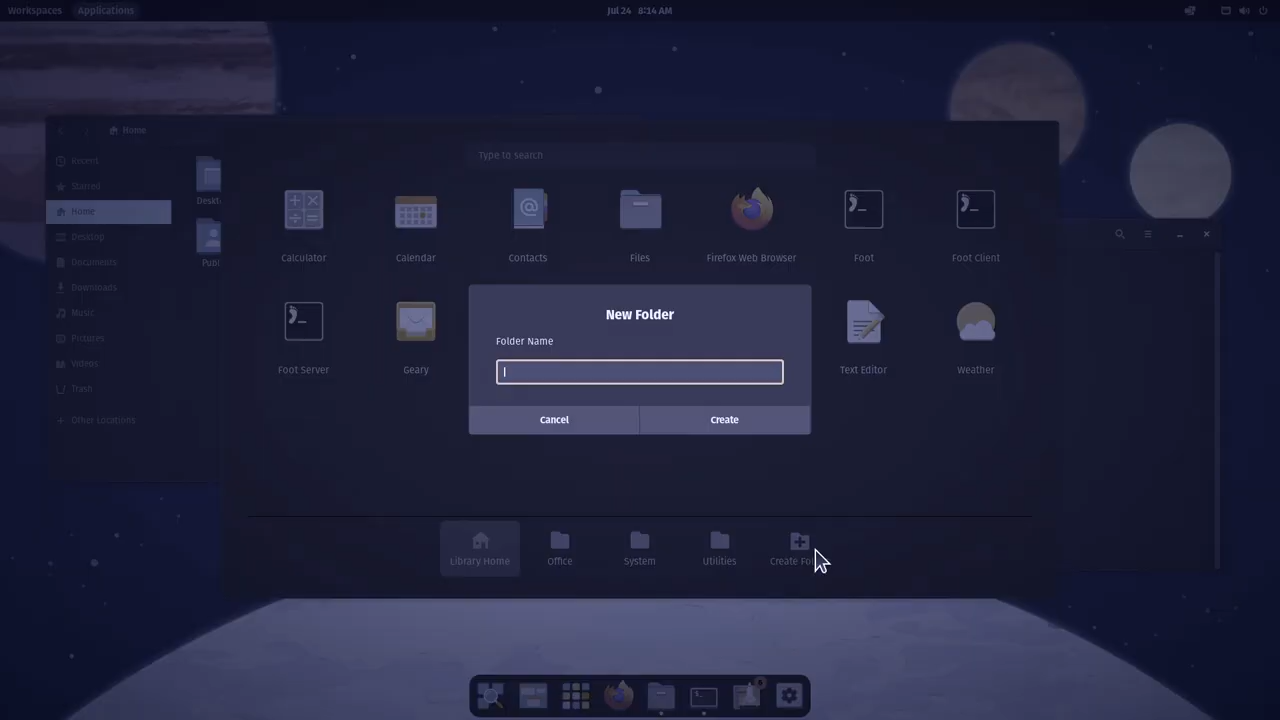 Workspaces Applications Jul 24 8:14 AM
Home
Type to search
Recent
Starred
Home
Desktop
Documents
Downloads
Music
Pictures
Videos
Trash
Other Locations
Calculator Calendar Contacts Files Firefox Web Browser Foot Foot Client
Foot Server Geary Text Editor Weather
New Folder
Folder Name
Cancel Create
Library Home Office System Utilities Create